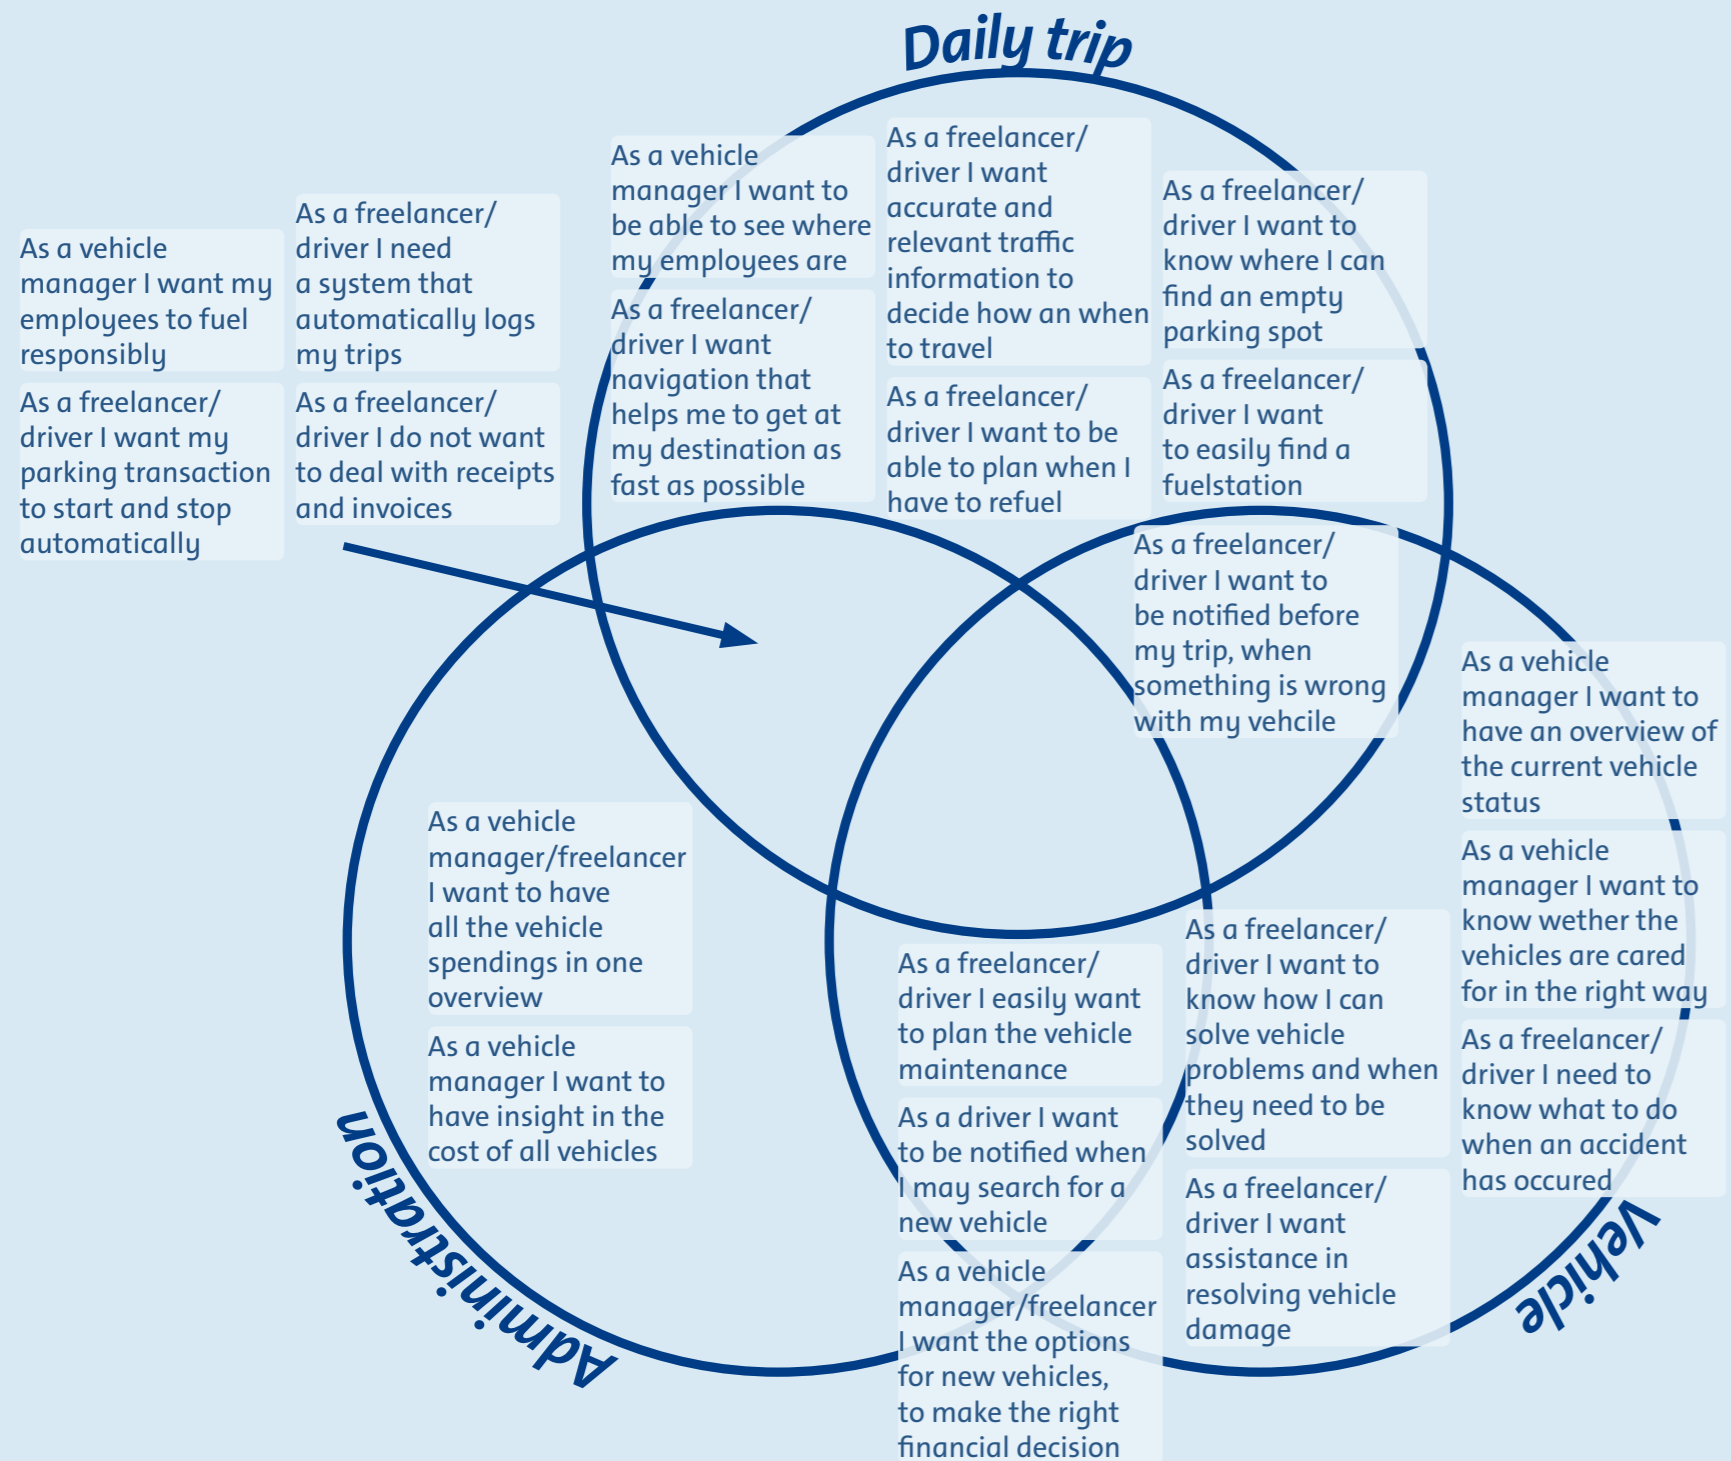 Daily trip
As a vehicle
manager I want my
employees to fuel
responsibly
As a freelancer/
driver I want my
parking transaction
to start and stop
automatically
As a freelancer/
driver I need
a system that
automatically logs
my trips
As a freelancer/
driver I do not want
to deal with receipts
and invoices
As a vehicle
manager I want to
be able to see where
my employees are
As a freelancer/
driver I want
navigation that
helps me to get at
my destination as
fast as possible
As a freelancer/
driver I want
accurate and
relevant traffic
information to
decide how an when
to travel
As a freelancer/
driver I want to be
able to plan when I
have to refuel
As a freelancer/
driver I want to
know where I can
find an empty
parking spot
As a freelancer/
driver I want
to easily find a
fuelstation
As a freelancer/
driver I want to
be notified before
my trip, when
something is wrong
with my vehcile
As a vehicle
manager/freelancer
I want to have
all the vehicle
spendings in one
overview
As a vehicle
manager I want to
have insight in the
cost of all vehicles
Administration
As a freelancer/
driver I easily want
to plan the vehicle
maintenance
As a driver I want
to be notified when
I may search for a
new vehicle
As a vehicle
manager/freelancer
I want the options
for new vehicles,
to make the right
financial decision
As a freelancer/
driver I want to
know how I can
solve vehicle
problems and when
they need to be
solved
As a freelancer/
driver I want
assistance in
resolving vehicle
damage
As a vehicle
manager I want to
have an overview of
the current vehicle
status
As a vehicle
manager I want to
know wether the
vehicles are cared
for in the right way
As a freelancer/
driver I need to
know what to do
when an accident
has occured
Vehicle